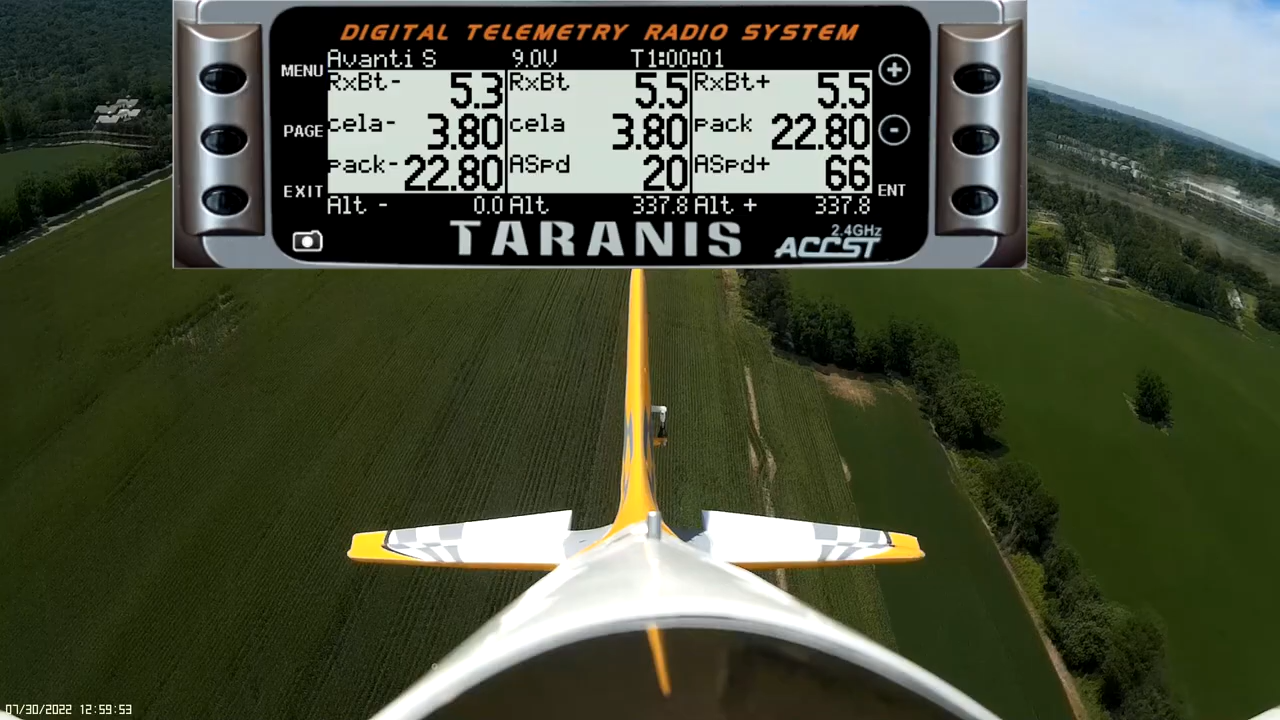 DIGITAL TELEMETRY RADIO SYSTEM
Avanti S 9.0V T1:00:01
MENU
RxBt- 5.3 RxBt 5.5 RxBt+ 5.5
PAGE
cela- 3.80 cela 3.80 pack 22.80
pack- 22.80 ASpd 20 ASpd+ 66
EXIT
ENT
Alt - 0.0 Alt 337.8 Alt + 337.8
TARANIS
2.4GHz
ACCST
07/30/2022 12:59:53